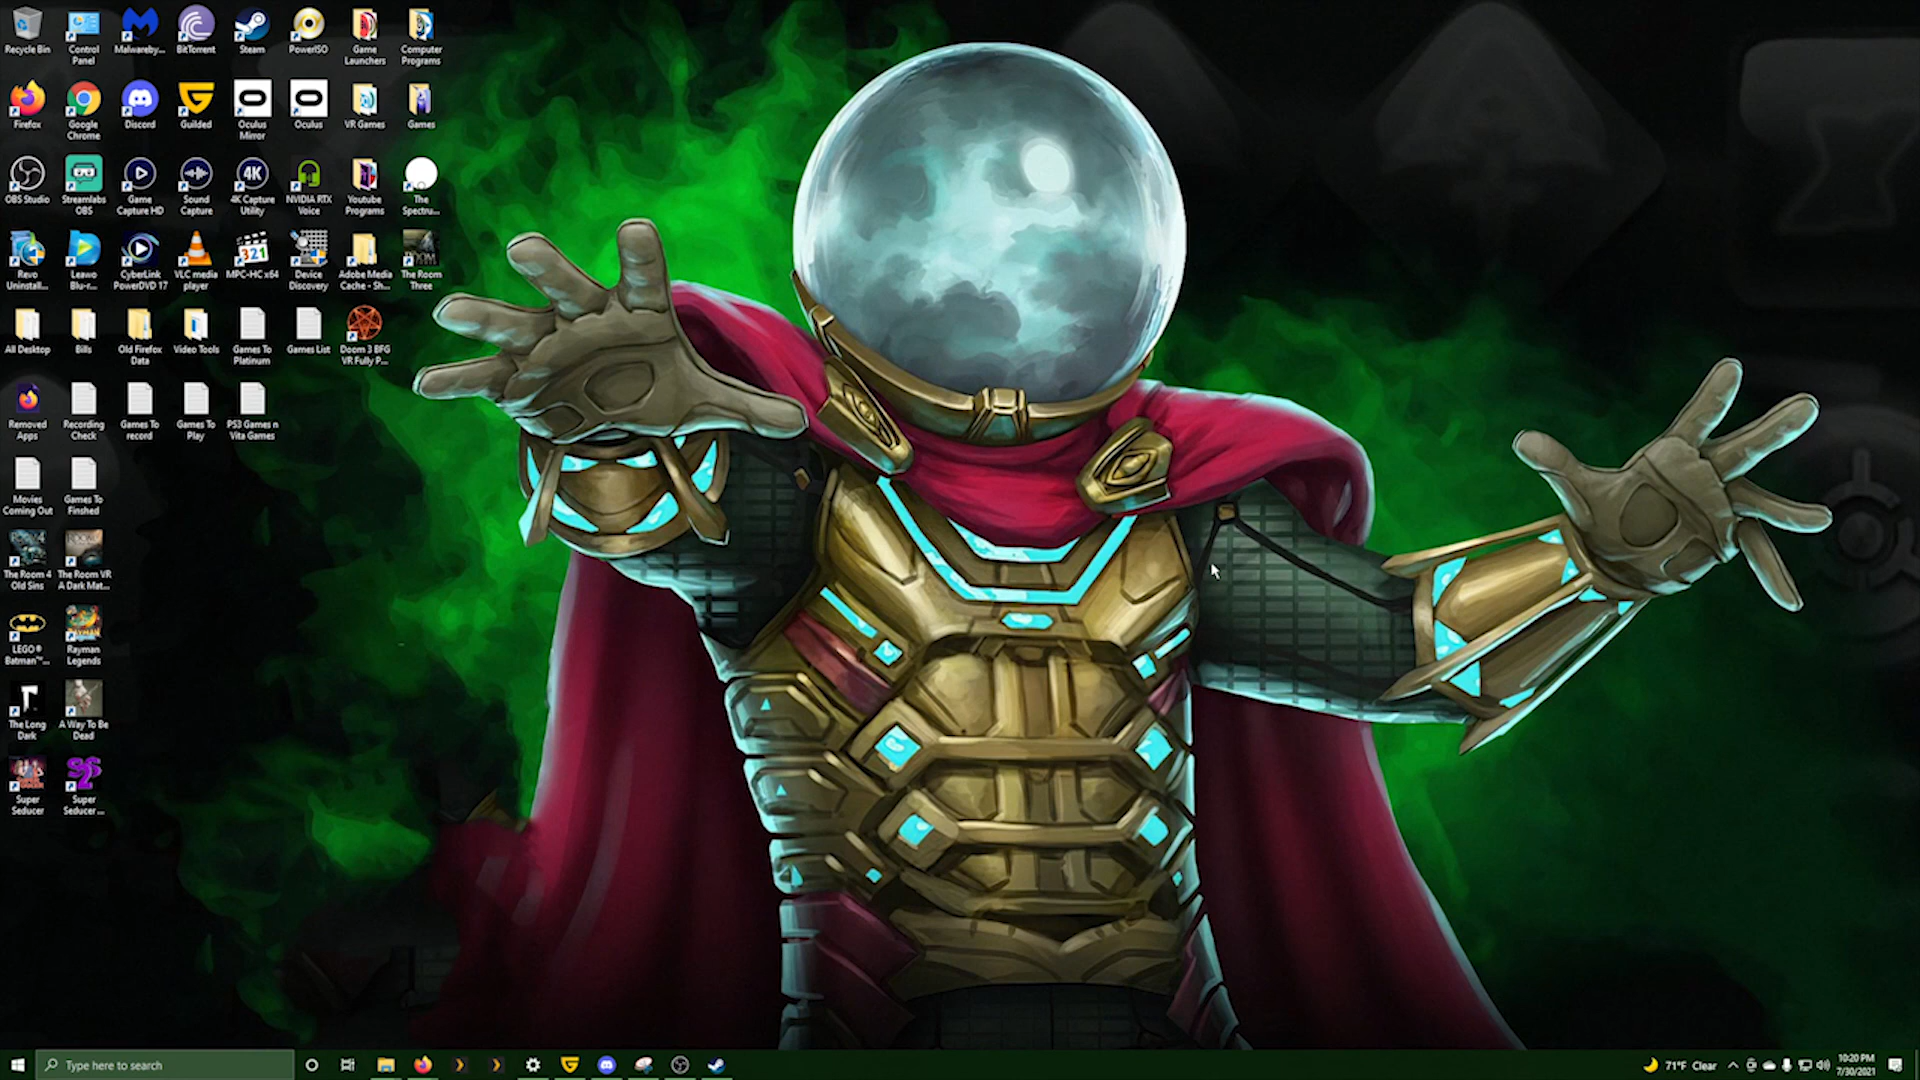 Recycle Bin
Control
Panel
Malwareby...
BitTorrent
Steam
PowerISO
Game
Launchers
Computer
Programs
Firefox
Google
Chrome
Discord
Guilded
Oculus
Mirror
Oculus
VR Games
Games
OBS Studio
Streamlabs
OBS
Game
Capture HD
Sound
Capture
4K
4K Capture
Utility
NVIDIA RTX
Voice
Youtube
Programs
The
Spectru...
Revo
Uninstall...
Leawo
Blu-r...
CyberLink
PowerDVD 17
VLC media
player
321
MPC-HC x64
Device
Discovery
Adobe Media
Cache - Sh...
The Room
Three
All Desktop
Bills
Old Firefox
Data
Video Tools
Games To
Platinum
Games List
Doom 3 BFG
VR Fully P...
Removed
Apps
Recording
Check
Games To
record
Games To
Play
PS3 Games n
Vita Games
Movies
Coming Out
Games To
Finshed
The Room 4
Old Sins
The Room VR
A Dark Mat...
LEGO®
Batman™...
Rayman
Legends
The Long
Dark
A Way To Be
Dead
Super
Seducer
Super
Seducer ...
Type here to search
71°F Clear
10:20 PM
7/30/2021